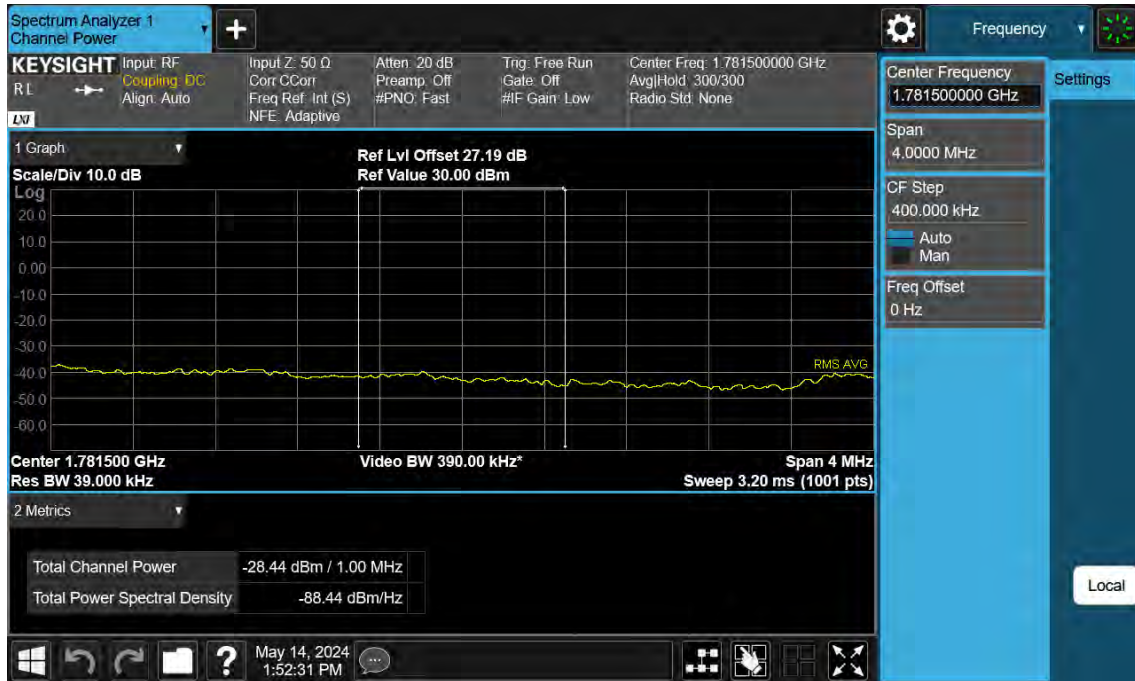 Spectrum Analyzer 1
Channel Power
Frequency
KEYSIGHT
RL
LXI
Input: RF
Coupling: DC
Align: Auto
Input Z: 50 Ω
Corr CCorr
Freq Ref: Int (S)
NFE: Adaptive
Atten: 20 dB
Preamp: Off
#PNO: Fast
Trig: Free Run
Gate: Off
#IF Gain: Low
Center Freq: 1.781500000 GHz
Avg|Hold: 300/300
Radio Std: None
Center Frequency
1.781500000 GHz
Settings
Span
4.0000 MHz
CF Step
400.000 kHz
Auto
Man
Freq Offset
0 Hz
1 Graph
Scale/Div 10.0 dB
Ref Lvl Offset 27.19 dB
Ref Value 30.00 dBm
Log
20.0
10.0
0.00
-10.0
-20.0
-30.0
-40.0
-50.0
-60.0
RMS AVG
Center 1.781500 GHz
Video BW 390.00 kHz*
Span 4 MHz
Res BW 39.000 kHz
Sweep 3.20 ms (1001 pts)
2 Metrics
Total Channel Power -28.44 dBm / 1.00 MHz
Total Power Spectral Density -88.44 dBm/Hz
Local
May 14, 2024
1:52:31 PM